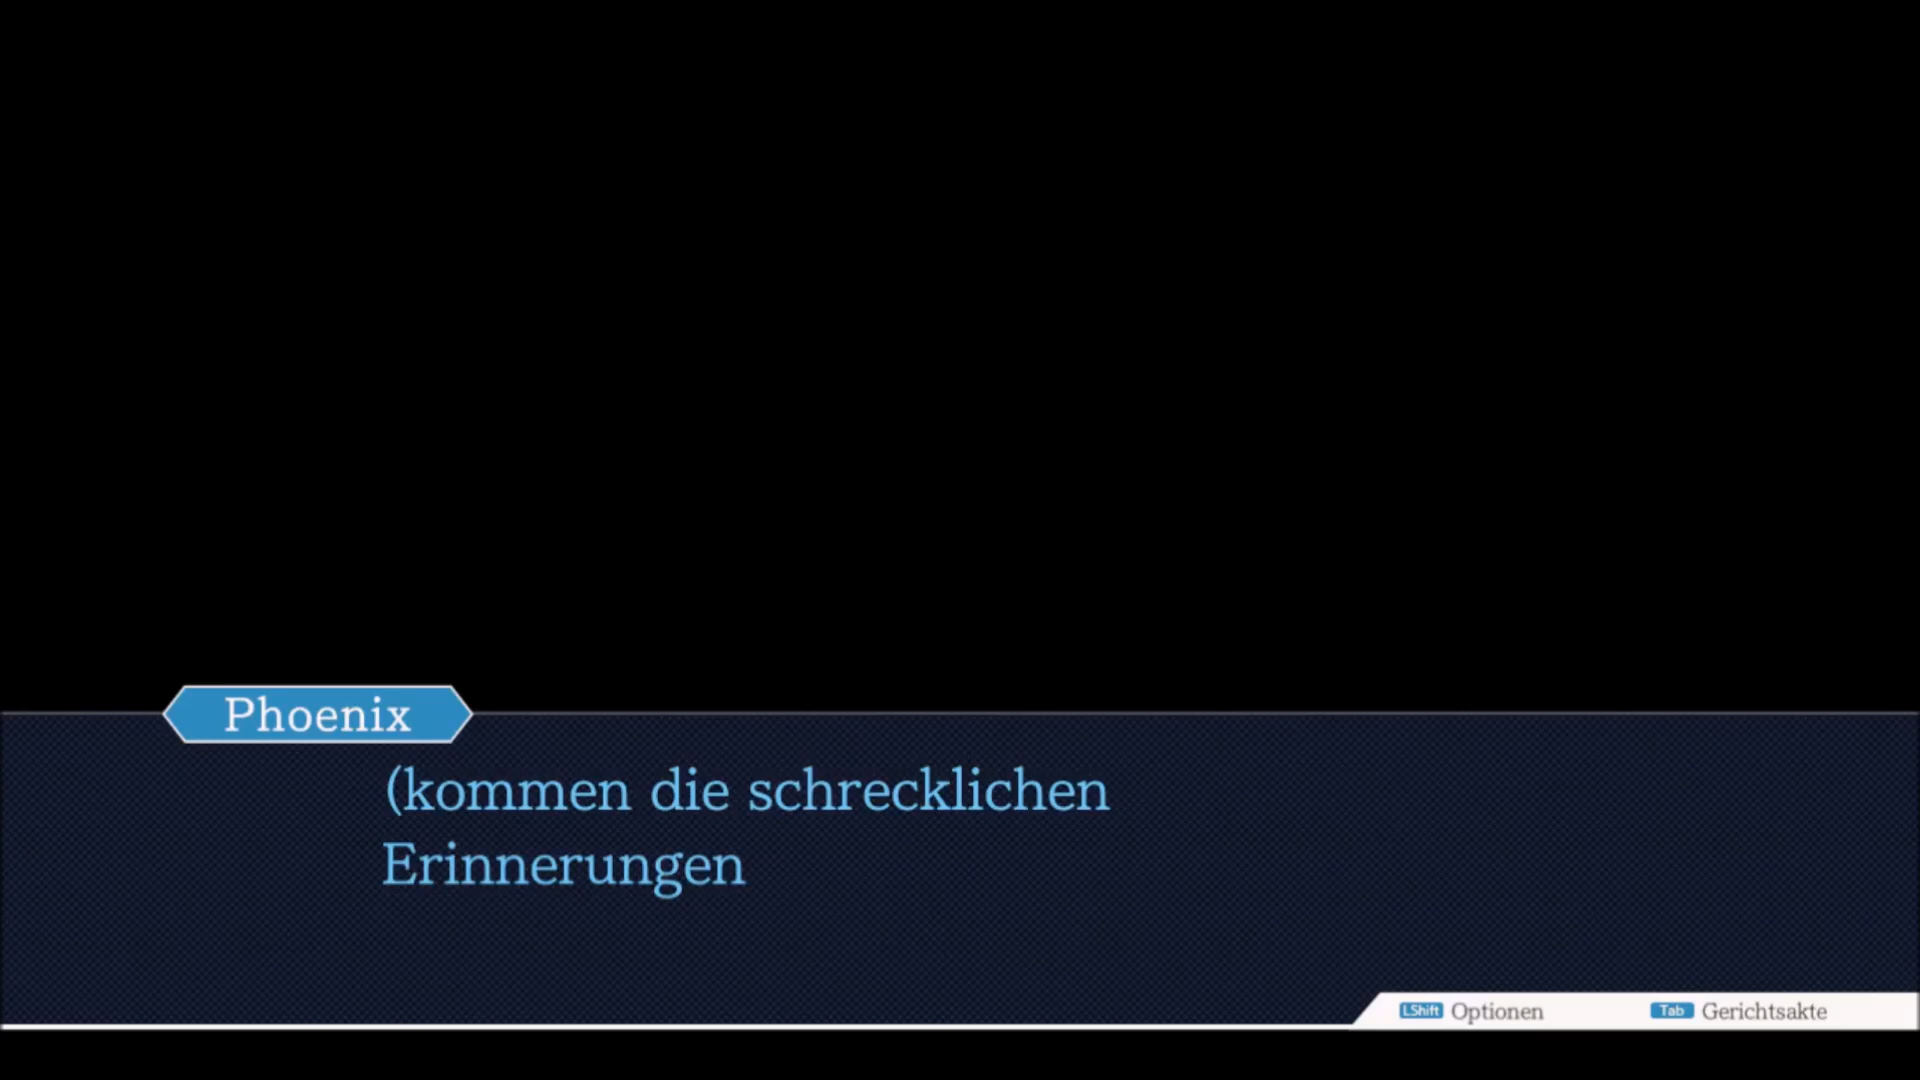 Phoenix
(kommen die schrecklichen
Erinnerungen
LShift Optionen Tab Gerichtsakte